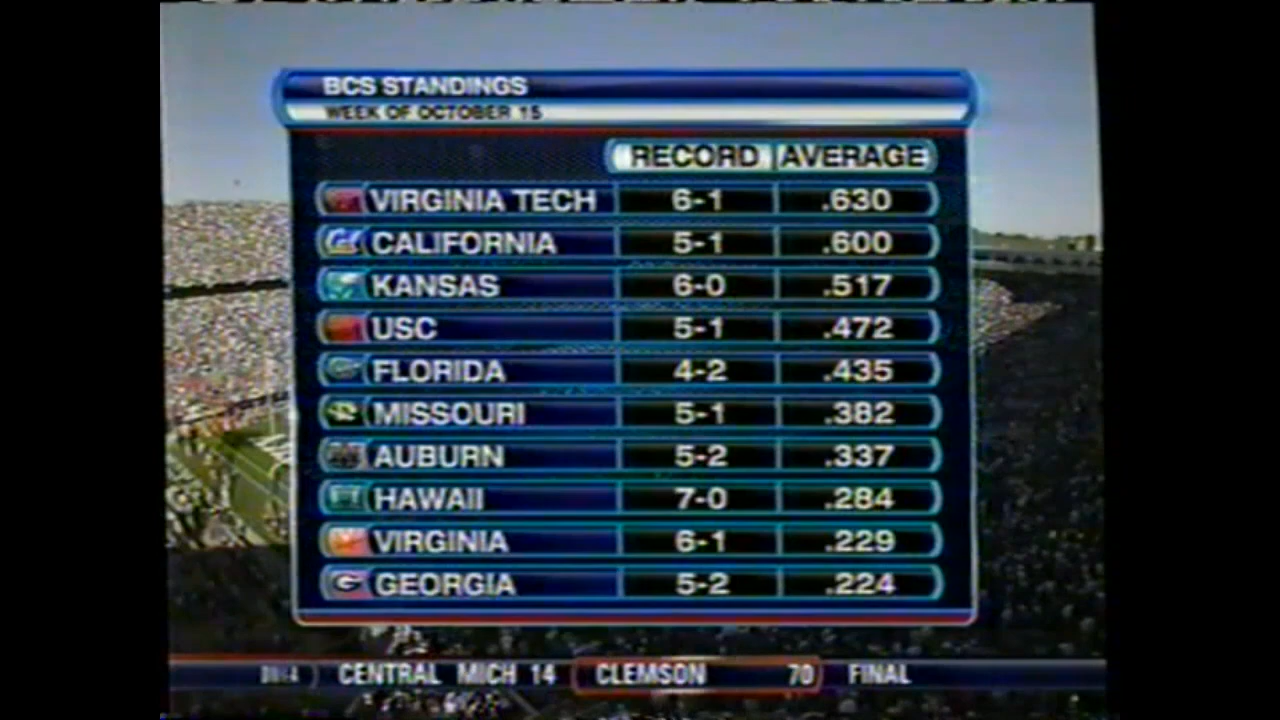 BCS STANDINGS
WEEK OF OCTOBER 15
RECORD AVERAGE
VIRGINIA TECH 6-1 .630
CALIFORNIA 5-1 .600
KANSAS 6-0 .517
USC 5-1 .472
FLORIDA 4-2 .435
MISSOURI 5-1 .382
AUBURN 5-2 .337
HAWAII 7-0 .284
VIRGINIA 6-1 .229
GEORGIA 5-2 .224
CENTRAL MICH 14 CLEMSON 70 FINAL